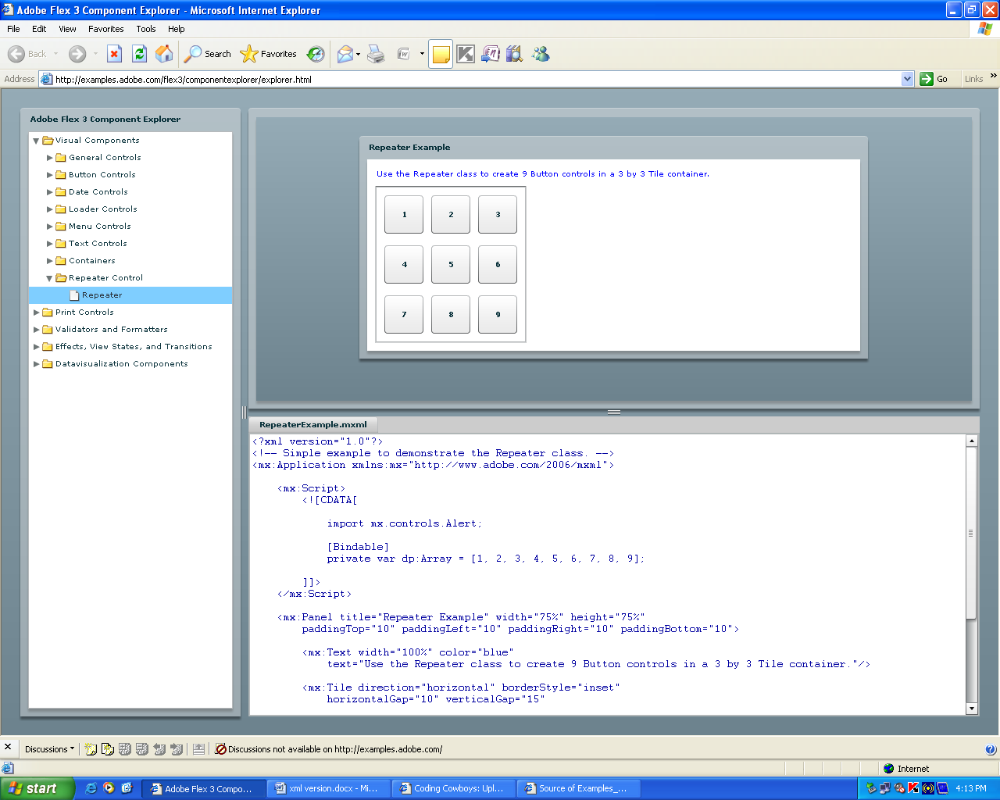 Adobe Flex 3 Component Explorer - Microsoft Internet Explorer
File Edit View Favorites Tools Help
Back Search Favorites
Address http://examples.adobe.com/flex3/componentexplorer/explorer.html Go Links »
Adobe Flex 3 Component Explorer
Visual Components
General Controls
Button Controls
Date Controls
Loader Controls
Menu Controls
Text Controls
Containers
Repeater Control
Repeater
Print Controls
Validators and Formatters
Effects, View States, and Transitions
Datavisualization Components
Repeater Example
Use the Repeater class to create 9 Button controls in a 3 by 3 Tile container.
1 2 3
4 5 6
7 8 9
RepeaterExample.mxml
<?xml version="1.0"?>
<!-- Simple example to demonstrate the Repeater class. -->
<mx:Application xmlns:mx="http://www.adobe.com/2006/mxml">
<mx:Script>
<![CDATA[
import mx.controls.Alert;
[Bindable]
private var dp:Array = [1, 2, 3, 4, 5, 6, 7, 8, 9];
]]>
</mx:Script>
<mx:Panel title="Repeater Example" width="75%" height="75%"
paddingTop="10" paddingLeft="10" paddingRight="10" paddingBottom="10">
<mx:Text width="100%" color="blue"
text="Use the Repeater class to create 9 Button controls in a 3 by 3 Tile container."/>
<mx:Tile direction="horizontal" borderStyle="inset"
horizontalGap="10" verticalGap="15"
Discussions Discussions not available on http://examples.adobe.com/
Internet
start Adobe Flex 3 Compo... xml version.docx - Mi... Coding Cowboys: Upl... Source of Examples_... 4:13 PM